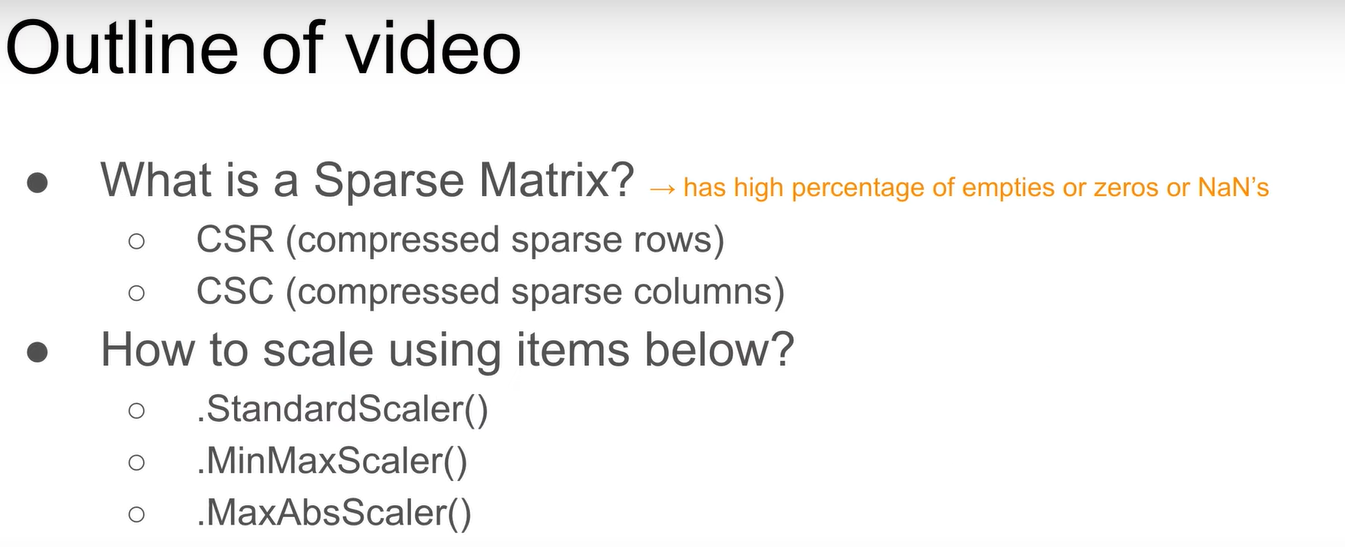 Outline of video
● What is a Sparse Matrix? → has high percentage of empties or zeros or NaN's
○ CSR (compressed sparse rows)
○ CSC (compressed sparse columns)
● How to scale using items below?
○ .StandardScaler()
○ .MinMaxScaler()
○ .MaxAbsScaler()